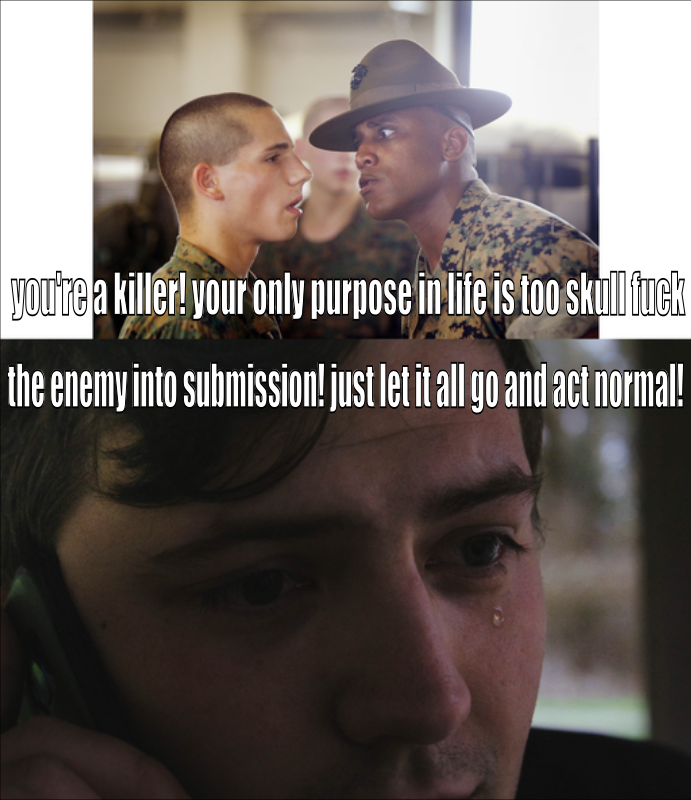 you're a killer! your only purpose in life is too skull fuck
the enemy into submission! just let it all go and act normal!